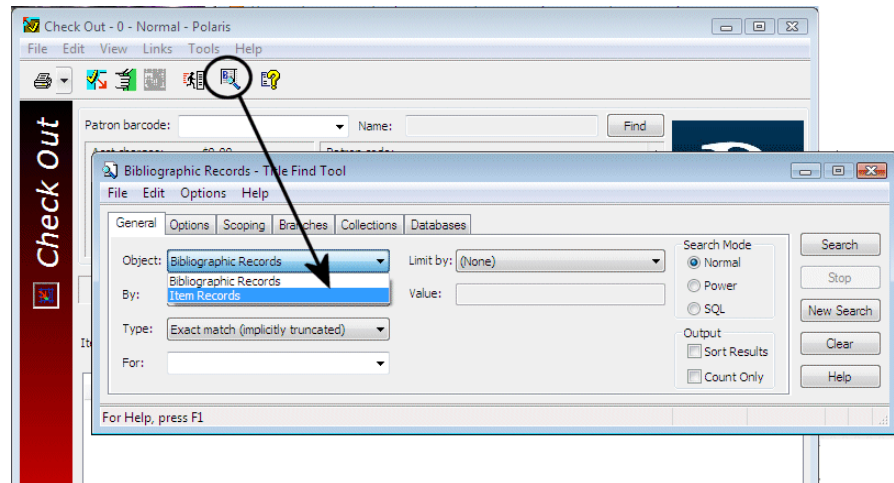 Check Out - 0 - Normal - Polaris
File Edit View Links Tools Help
Check Out
Patron barcode:
Name:
Find
Bibliographic Records - Title Find Tool
File Edit Options Help
General Options Scoping Branches Collections Databases
Object: Bibliographic Records
Limit by: (None)
Bibliographic Records
Item Records
By:
Value:
Type: Exact match (implicitly truncated)
For:
Search Mode
Normal
Power
SQL
Output
Sort Results
Count Only
Search
Stop
New Search
Clear
Help
For Help, press F1